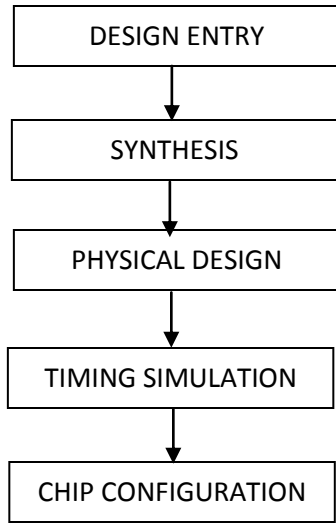 DESIGN ENTRY
SYNTHESIS
PHYSICAL DESIGN
TIMING SIMULATION
CHIP CONFIGURATION